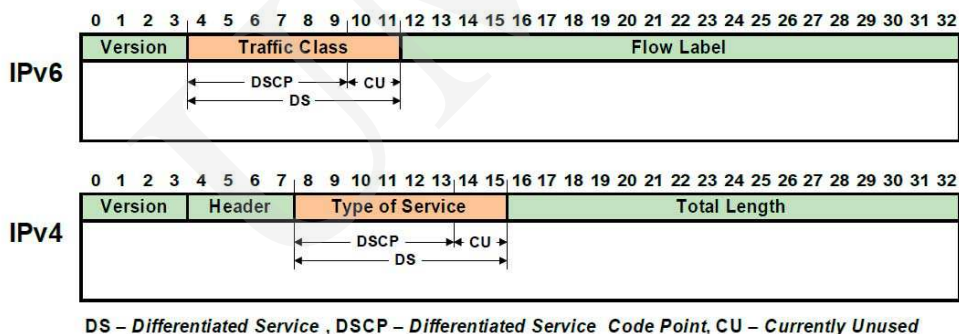 0 1 2 3 4 5 6 7 8 9 10 11 12 13 14 15 16 17 18 19 20 21 22 23 24 25 26 27 28 29 30 31 32
IPv6 Version Traffic Class Flow Label
DSCP CU
DS
0 1 2 3 4 5 6 7 8 9 10 11 12 13 14 15 16 17 18 19 20 21 22 23 24 25 26 27 28 29 30 31 32
IPv4 Version Header Type of Service Total Length
DSCP CU
DS
DS – Differentiated Service , DSCP – Differentiated Service Code Point, CU – Currently Unused